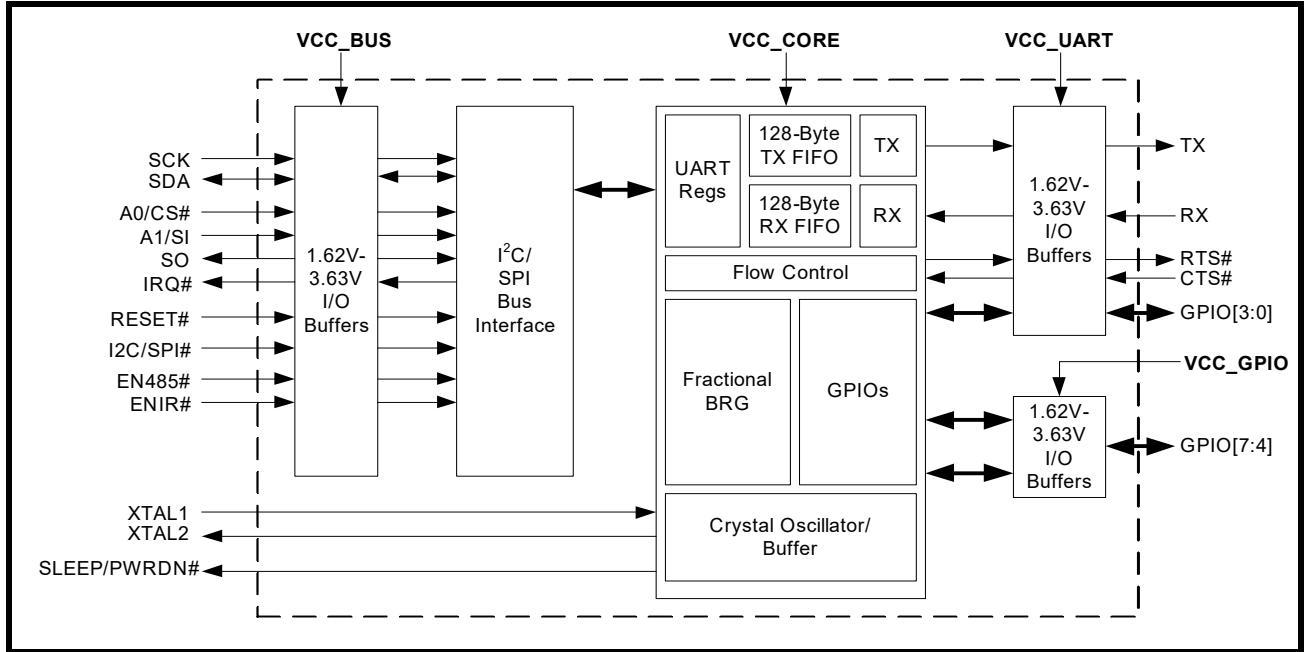 VCC_BUS
VCC_CORE
VCC_UART
SCK
SDA
A0/CS#
A1/SI
SO
IRQ#
RESET#
I2C/SPI#
EN485#
ENIR#
XTAL1
XTAL2
SLEEP/PWRDN#
1.62V-
3.63V
I/O
Buffers
I²C/
SPI
Bus
Interface
UART
Regs
128-Byte
TX FIFO
TX
128-Byte
RX FIFO
RX
Flow Control
Fractional
BRG
GPIOs
Crystal Oscillator/
Buffer
1.62V-
3.63V
I/O
Buffers
TX
RX
RTS#
CTS#
GPIO[3:0]
VCC_GPIO
1.62V-
3.63V
I/O
Buffers
GPIO[7:4]